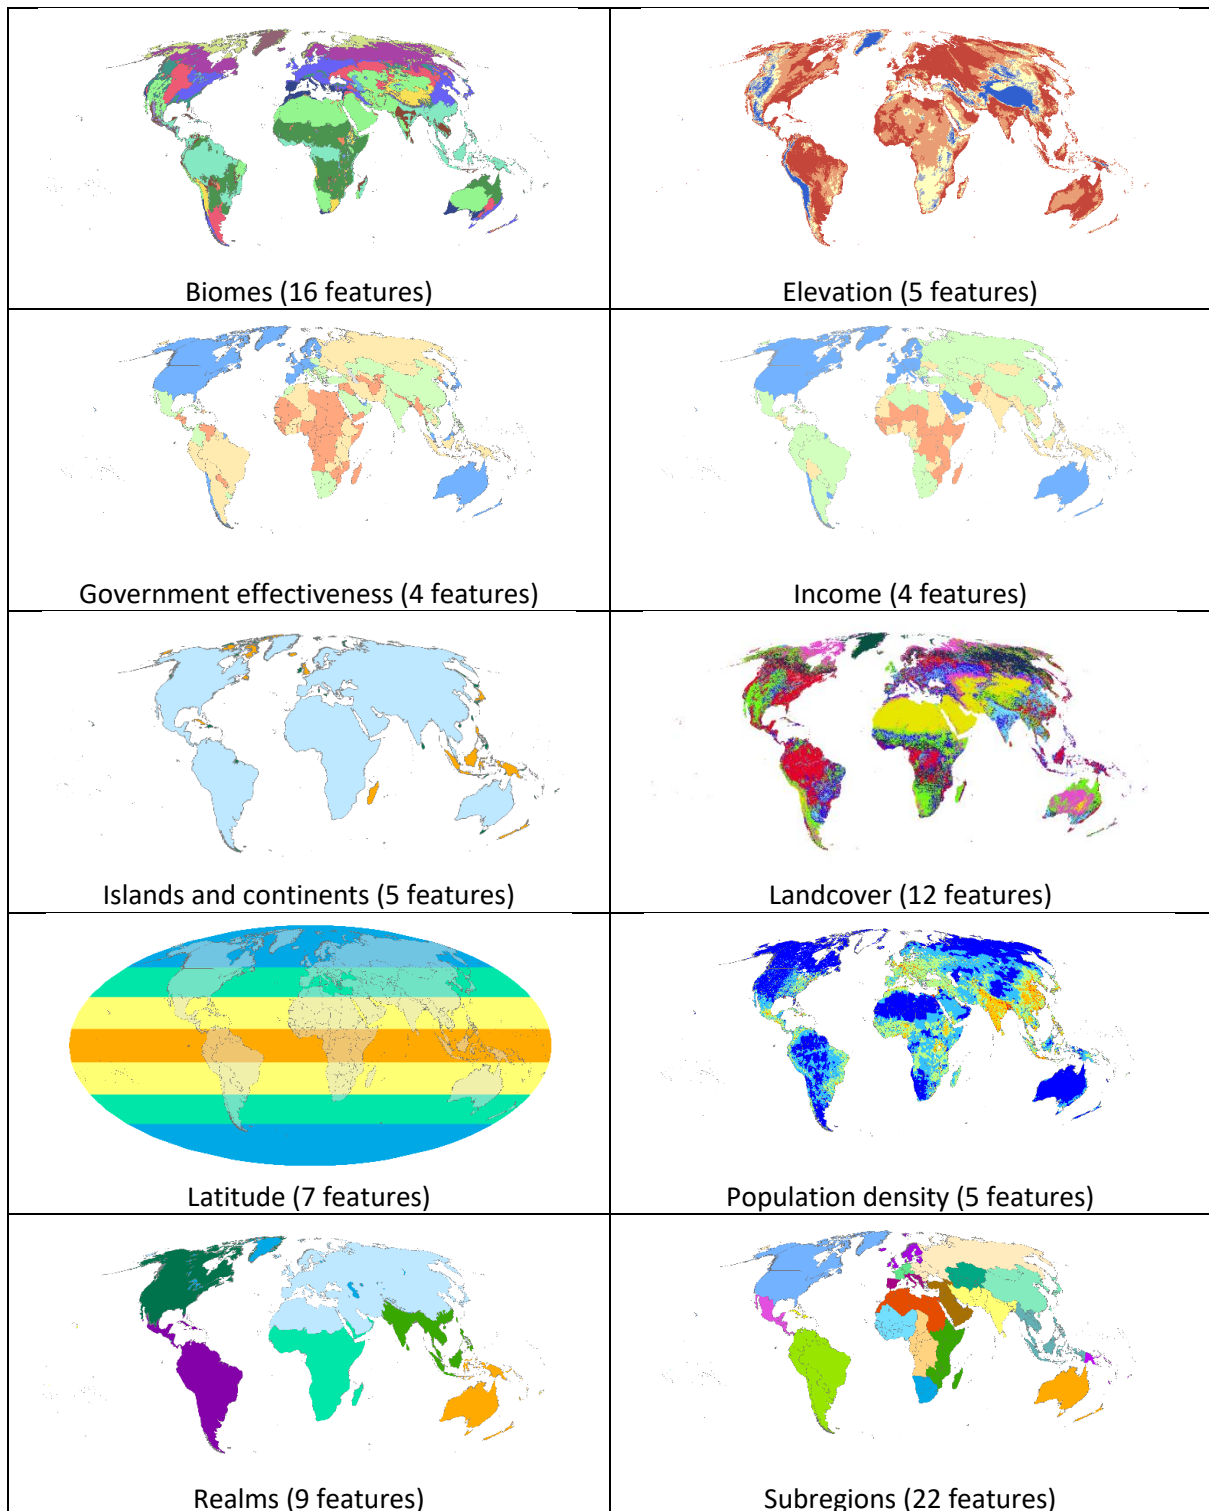 Biomes (16 features)
Elevation (5 features)
Government effectiveness (4 features)
Income (4 features)
Islands and continents (5 features)
Landcover (12 features)
Latitude (7 features)
Population density (5 features)
Realms (9 features)
Subregions (22 features)